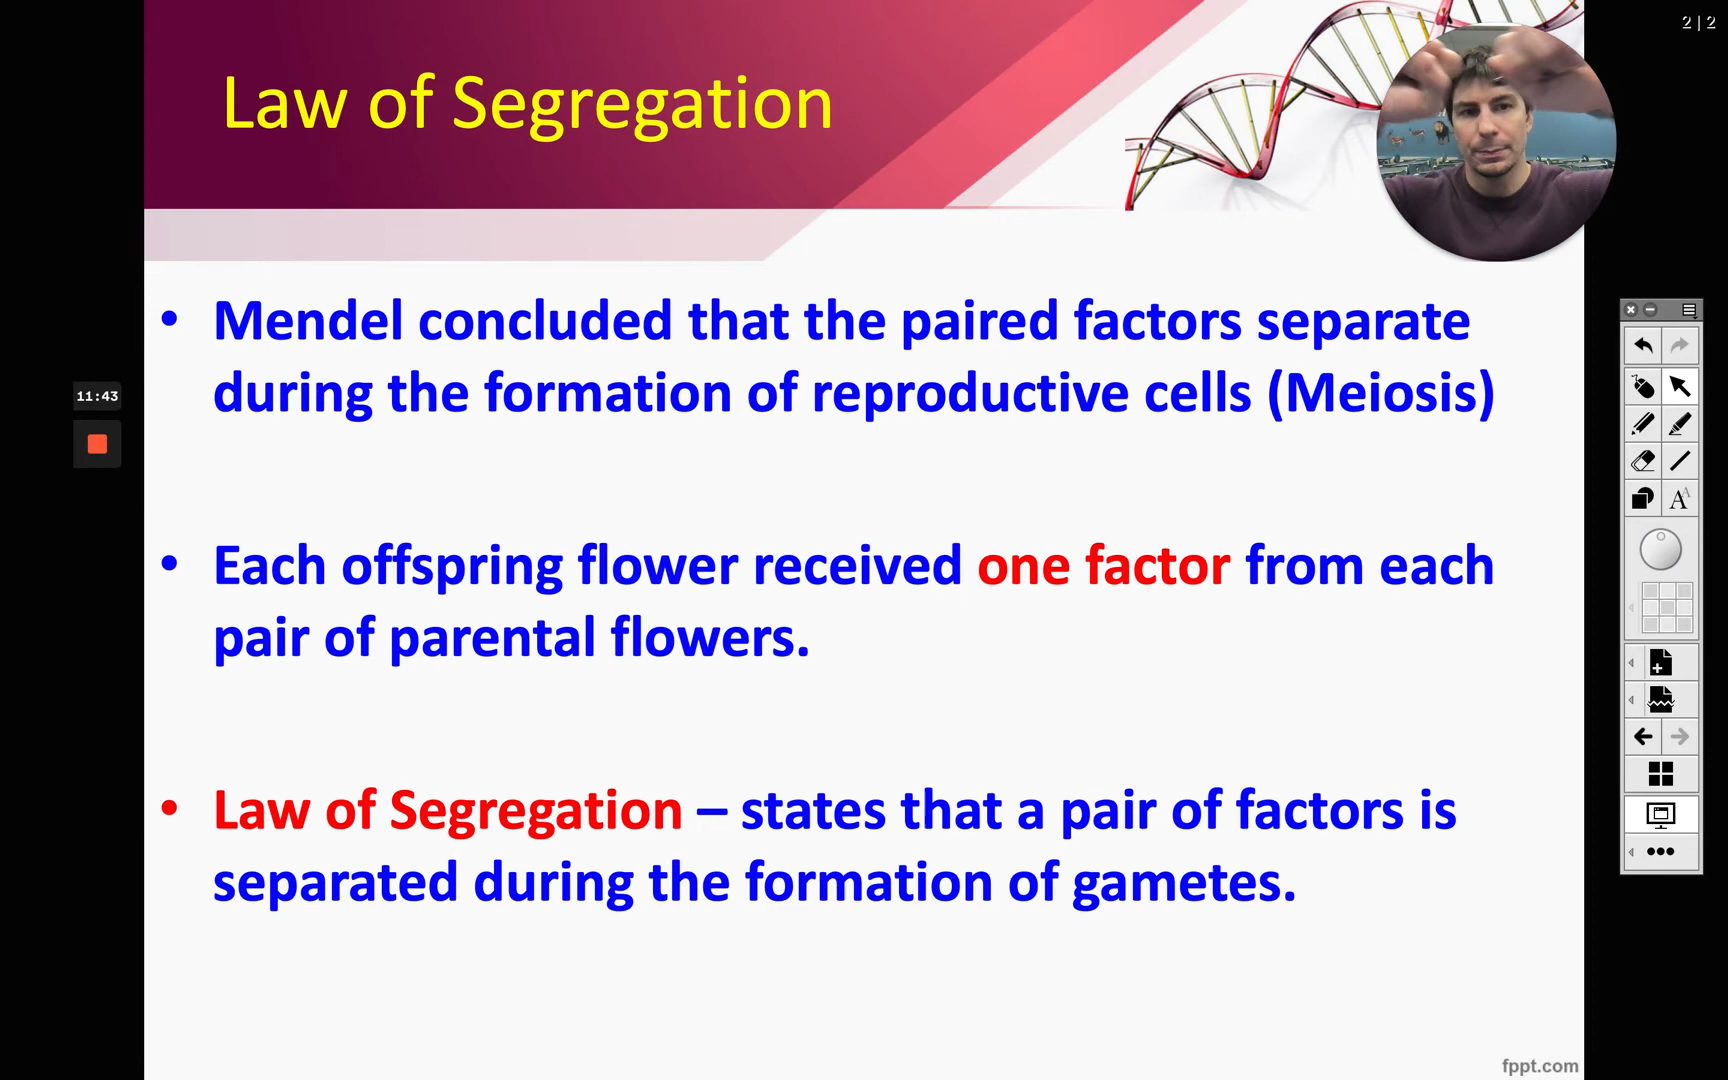 2 | 2
Law of Segregation
11:43
• Mendel concluded that the paired factors separate
during the formation of reproductive cells (Meiosis)
• Each offspring flower received one factor from each
pair of parental flowers.
• Law of Segregation – states that a pair of factors is
separated during the formation of gametes.
fppt.com